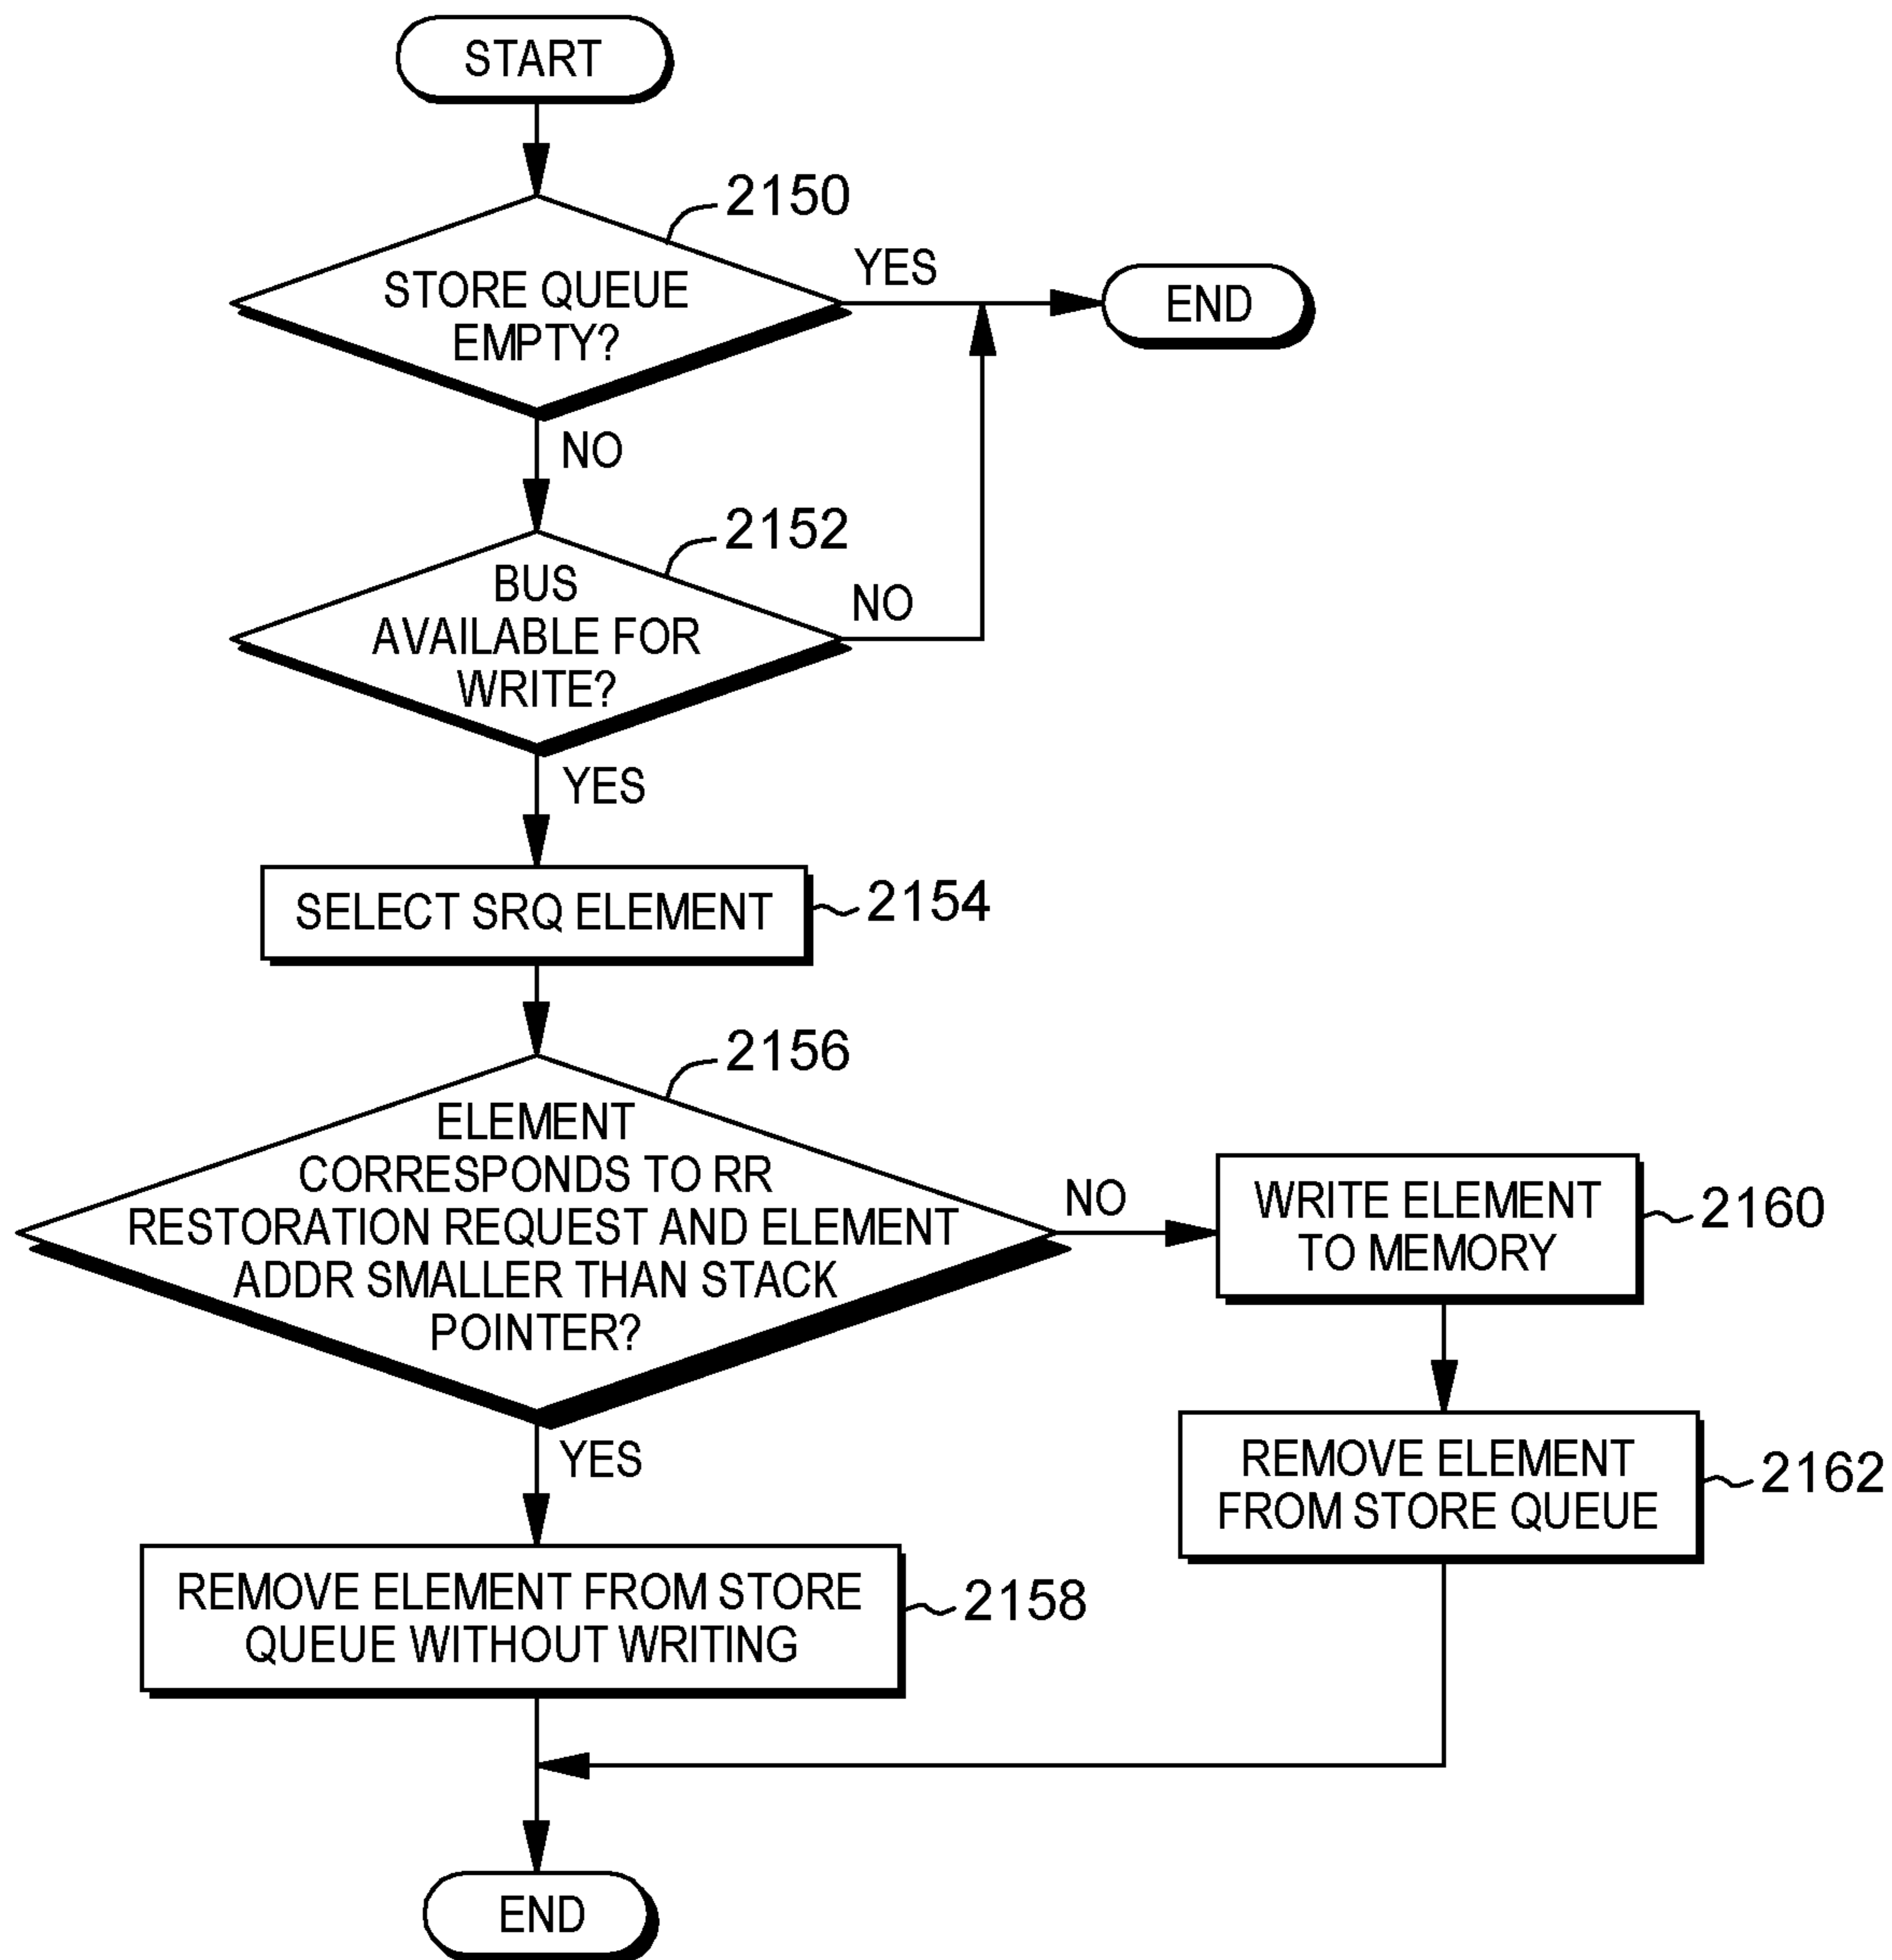 START
2150
STORE QUEUE
EMPTY?
YES
END
NO
2152
BUS
AVAILABLE FOR
WRITE?
NO
YES
SELECT SRQ ELEMENT
2154
2156
ELEMENT
CORRESPONDS TO RR
RESTORATION REQUEST AND ELEMENT
ADDR SMALLER THAN STACK
POINTER?
NO
WRITE ELEMENT
TO MEMORY
2160
YES
REMOVE ELEMENT
FROM STORE QUEUE
2162
REMOVE ELEMENT FROM STORE
QUEUE WITHOUT WRITING
2158
END